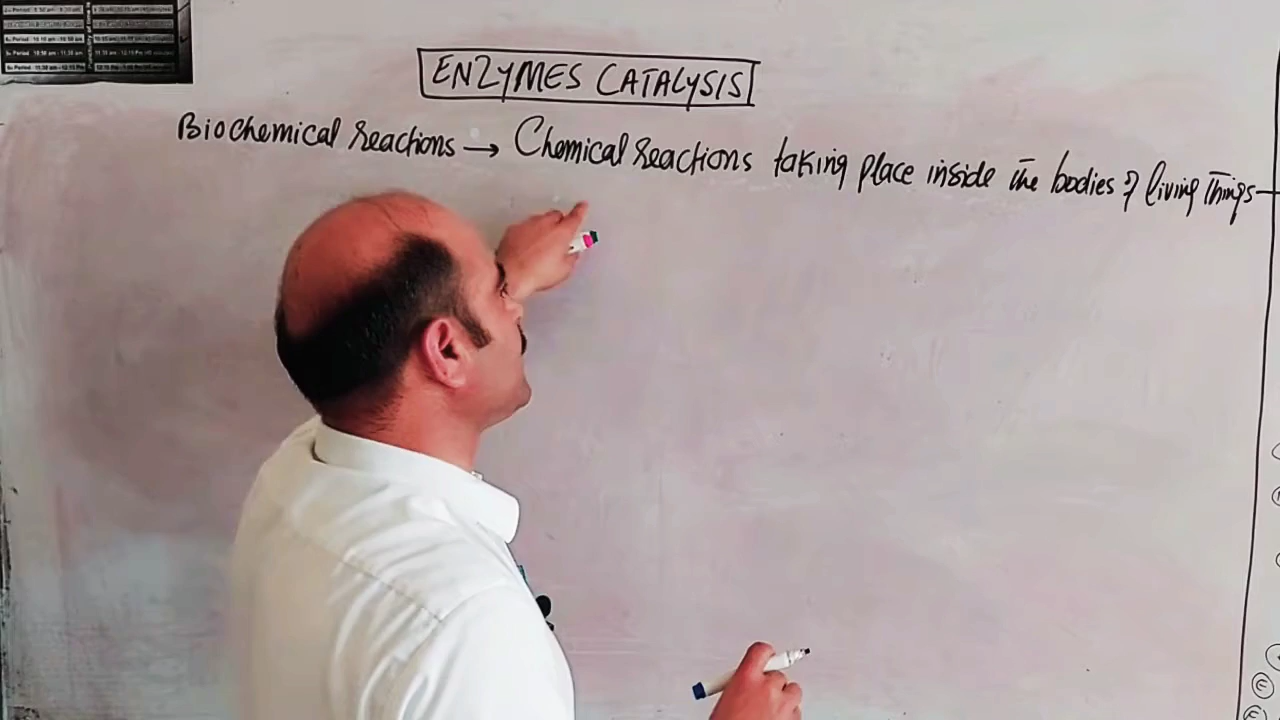 ENZYMES CATALYSIS
Biochemical reactions → Chemical reactions taking place inside the bodies of living things